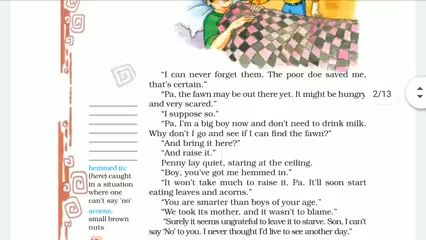 "I can never forget them. The poor doe saved me,
that's certain."
"Pa, the fawn may be out there yet. It might be hungry
and very scared."
"I suppose so."
"Pa, I'm a big boy now and don't need to drink milk.
Why don't I go and see if I can find the fawn?"
"And bring it here?"
"And raise it."
Penny lay quiet, staring at the ceiling.
"Boy, you've got me hemmed in."
"It won't take much to raise it, Pa. It'll soon start
eating leaves and acorns."
"You are smarter than boys of your age."
"We took its mother, and it wasn't to blame."
"Surely it seems ungrateful to leave it to starve. Son, I can't
say 'No' to you. I never thought I'd live to see another day."
hemmed in:
(here) caught
in a situation
where one
can't say 'no'
acorns:
small brown
nuts
2/13